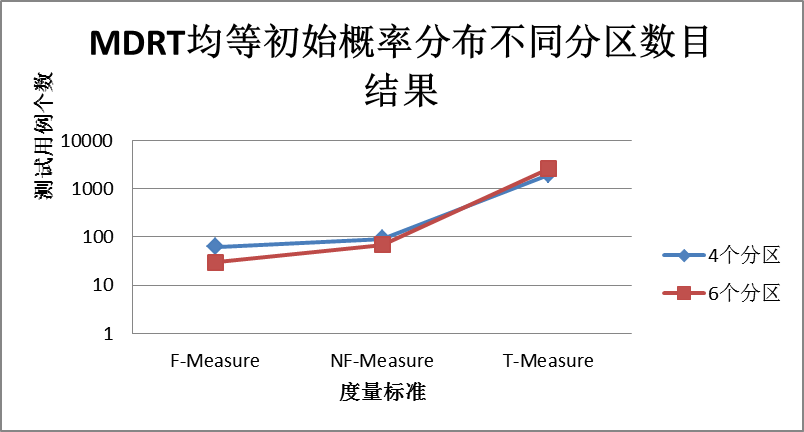 MDRT均等初始概率分布不同分区数目
结果
测试用例个数
10000
1000
100
10
1
F-Measure
NF-Measure
T-Measure
度量标准
4个分区
6个分区